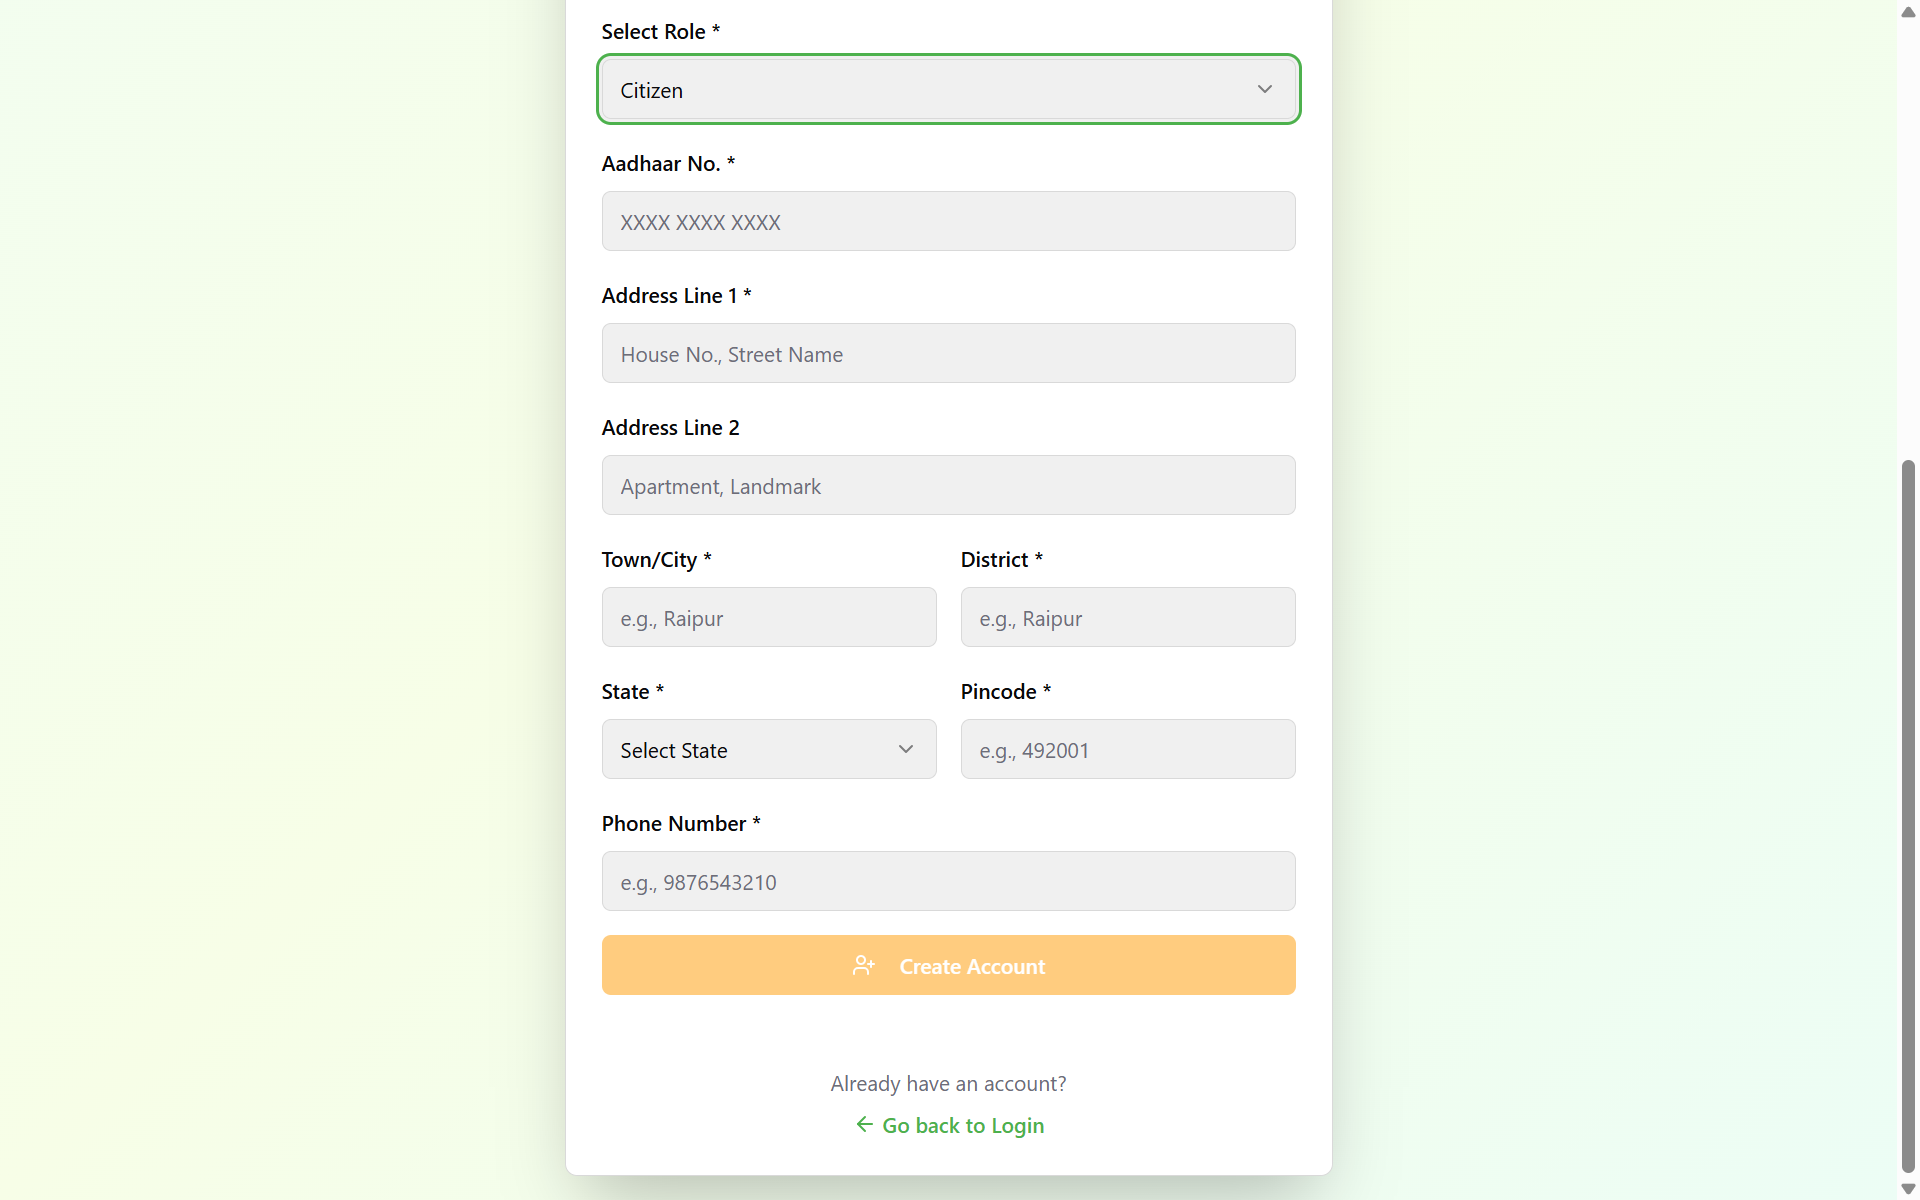 Select Role *
Citizen
Aadhaar No. *
XXXX XXXX XXXX
Address Line 1 *
House No., Street Name
Address Line 2
Apartment, Landmark
Town/City *
District *
e.g., Raipur
e.g., Raipur
State *
Pincode *
Select State
e.g., 492001
Phone Number *
e.g., 9876543210
Create Account
Already have an account?
Go back to Login